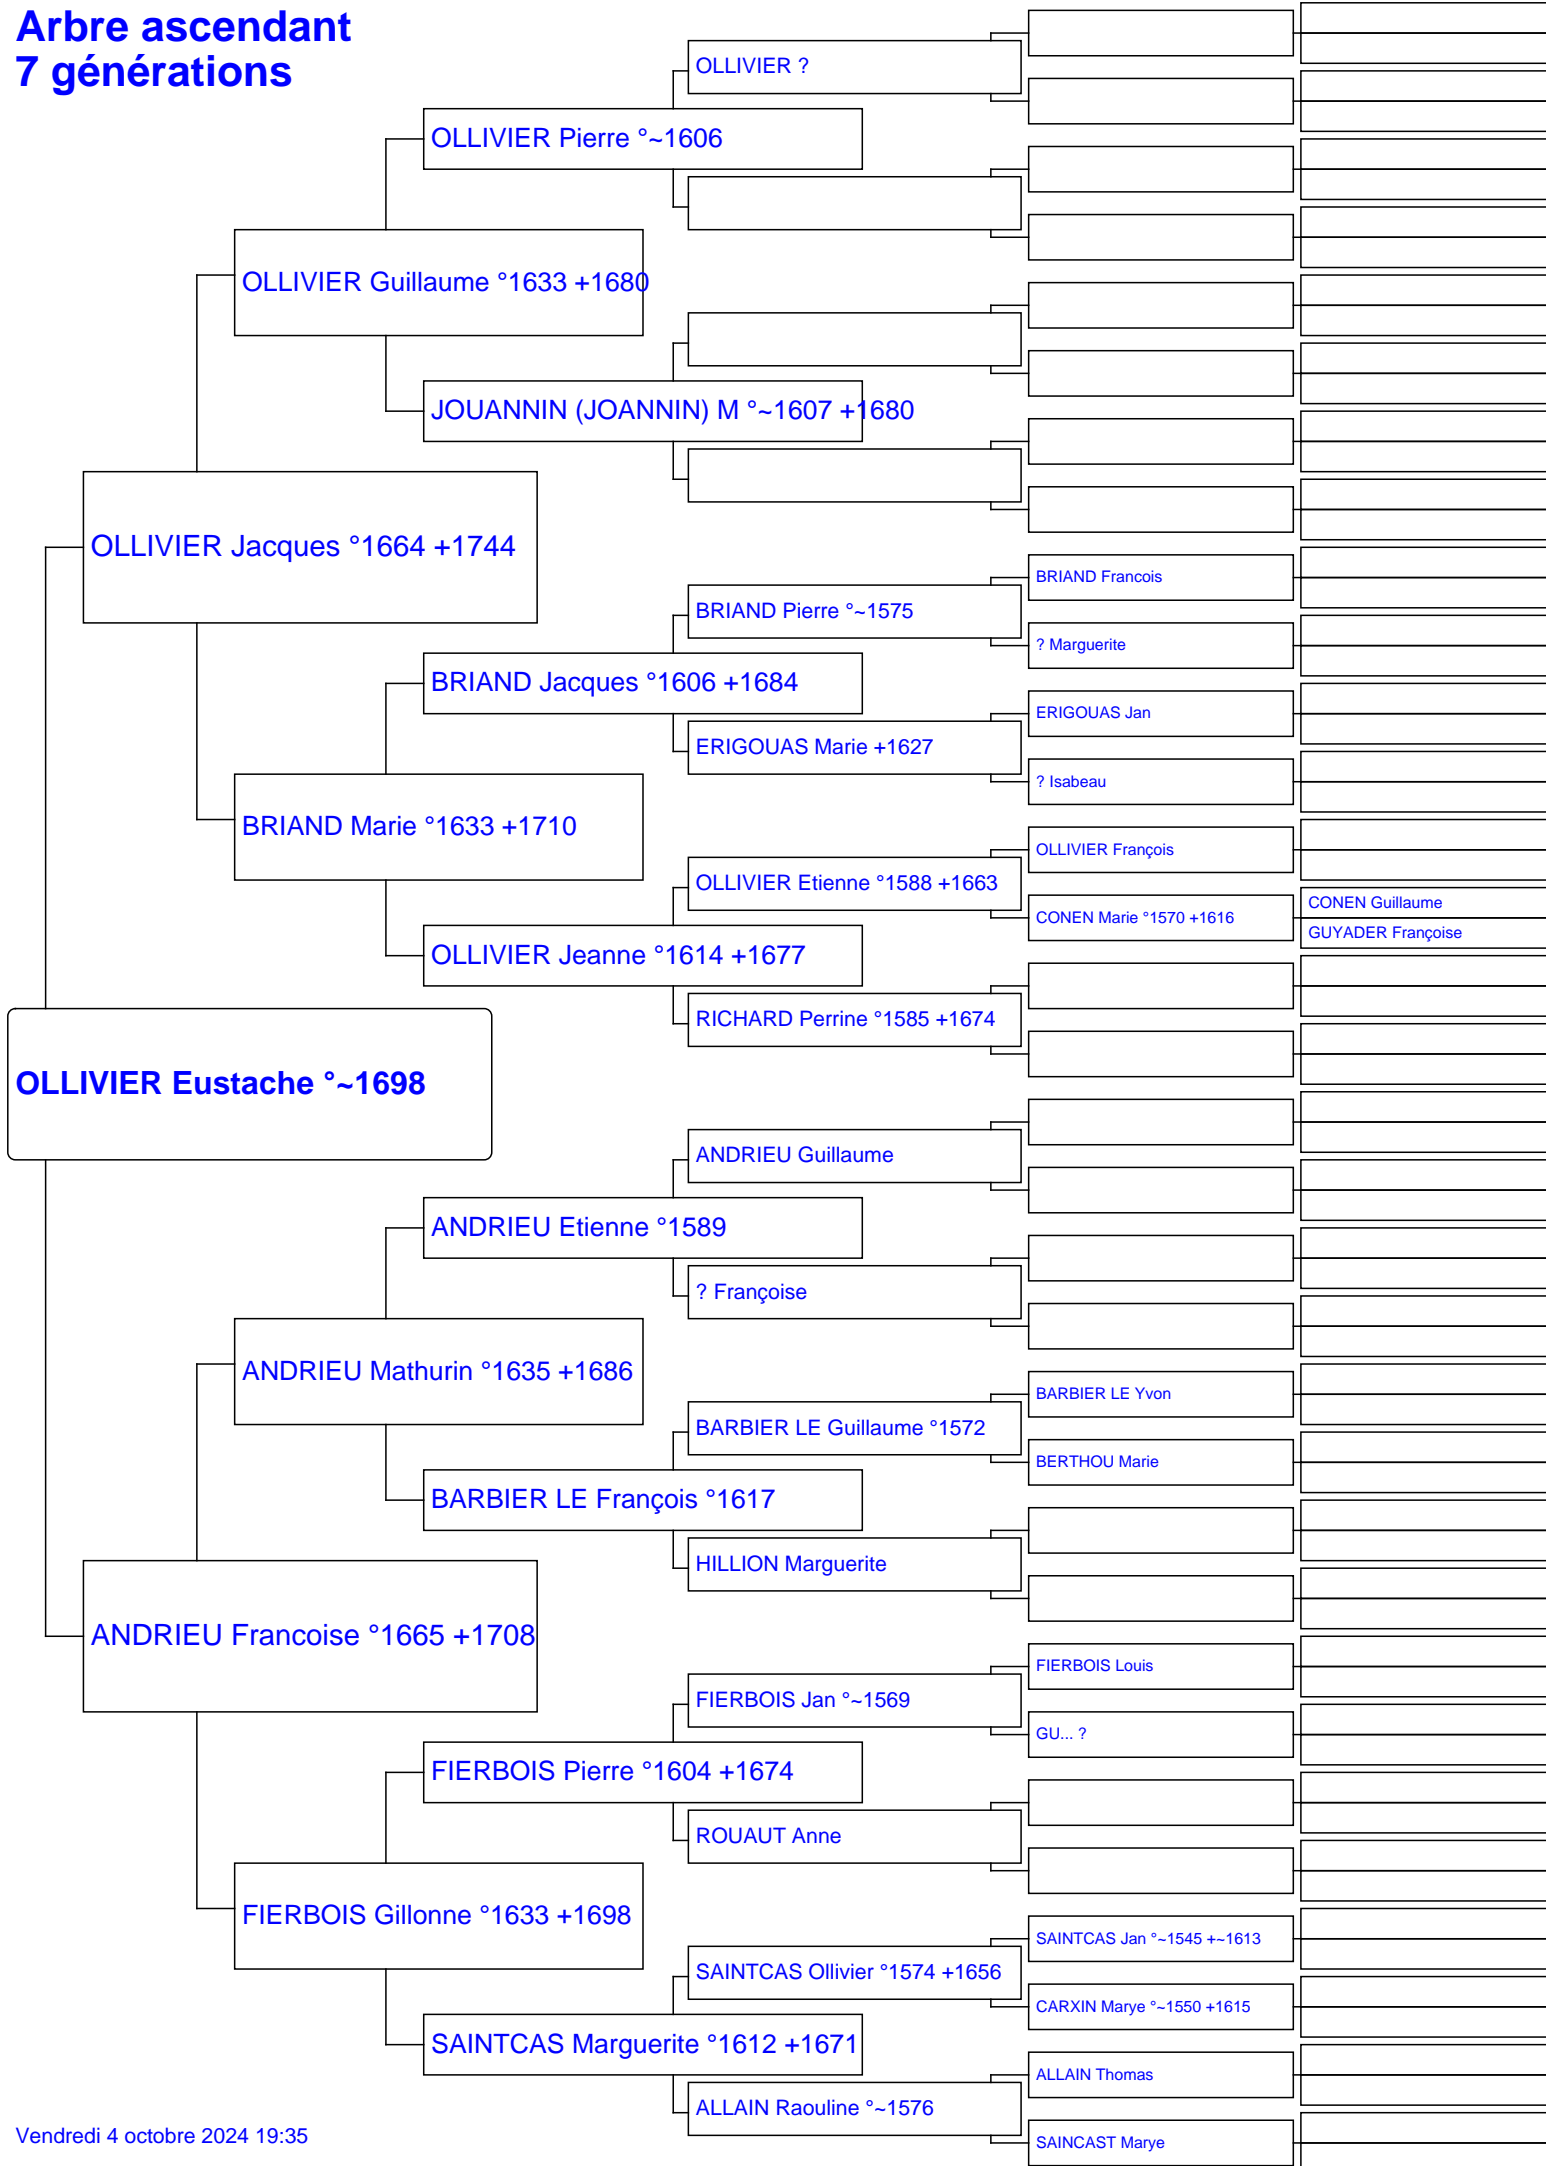 Arbre ascendant
7 générations
OLLIVIER ?
OLLIVIER Pierre °~1606
OLLIVIER Guillaume °1633 +1680
JOUANNIN (JOANNIN) M °~1607 +1680
OLLIVIER Jacques °1664 +1744
BRIAND Francois
BRIAND Pierre °~1575
? Marguerite
BRIAND Jacques °1606 +1684
ERIGOUAS Jan
ERIGOUAS Marie +1627
? Isabeau
BRIAND Marie °1633 +1710
OLLIVIER François
OLLIVIER Etienne °1588 +1663
CONEN Guillaume
CONEN Marie °1570 +1616
GUYADER Françoise
OLLIVIER Jeanne °1614 +1677
RICHARD Perrine °1585 +1674
OLLIVIER Eustache °~1698
ANDRIEU Guillaume
ANDRIEU Etienne °1589
? Françoise
ANDRIEU Mathurin °1635 +1686
BARBIER LE Yvon
BARBIER LE Guillaume °1572
BERTHOU Marie
BARBIER LE François °1617
HILLION Marguerite
ANDRIEU Francoise °1665 +1708
FIERBOIS Louis
FIERBOIS Jan °~1569
GU... ?
FIERBOIS Pierre °1604 +1674
ROUAUT Anne
FIERBOIS Gillonne °1633 +1698
SAINTCAS Jan °~1545 +~1613
SAINTCAS Ollivier °1574 +1656
CARXIN Marye °~1550 +1615
SAINTCAS Marguerite °1612 +1671
ALLAIN Thomas
ALLAIN Raouline °~1576
SAINCAST Marye
Vendredi 4 octobre 2024 19:35